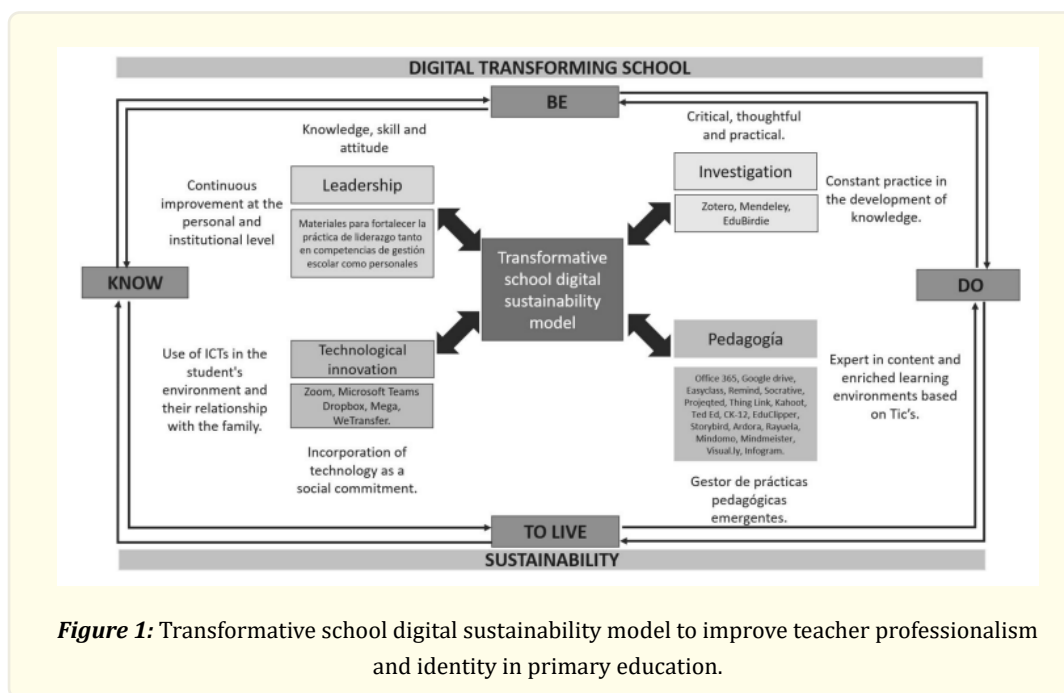 DIGITAL TRANSFORMING SCHOOL
BE
Knowledge, skill and
attitude
Critical, thoughtful
and practical.
Leadership
Investigation
Continuous
improvement at the
personal and
institutional level
Materiales para fortalecer la
práctica de liderazgo tanto
en competencias de gestión
escolar como personales
Zotero, Mendeley,
EduBirdie
Constant practice in
the development of
knowledge.
KNOW
Transformative
school digital
sustainability
model
DO
Technological
innovation
Pedagogía
Use of ICTs in the
student's
environment and
their relationship
with the family.
Zoom, Microsoft Teams
Dropbox, Mega,
WeTransfer.
Office 365, Google drive,
Easyclass, Remind, Socrative,
Projeqted, Thing Link, Kahoot,
Ted Ed, CK-12, EduClipper,
Storybird, Ardora, Rayuela,
Mindomo, Mindmeister,
Visual.ly, Infogram.
Expert in content and
enriched learning
environments based
on Tic's.
Incorporation of
technology as a
social commitment.
Gestor de prácticas
pedagógicas
emergentes.
TO LIVE
SUSTAINABILITY
Figure 1: Transformative school digital sustainability model to improve teacher professionalism
and identity in primary education.